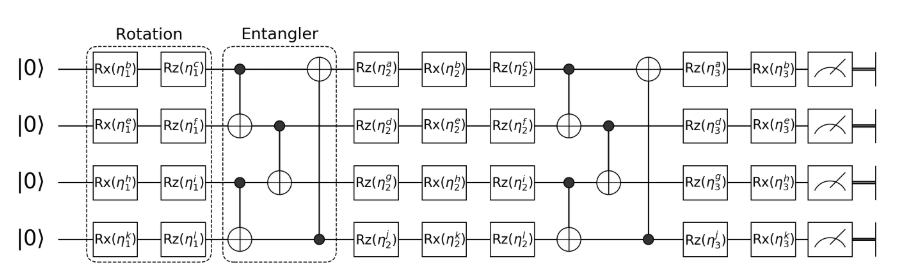 Rotation Entangler
|0⟩ Rx(η₁ᵇ) Rz(η₁ᶜ) Rz(η₂ᵃ) Rx(η₂ᵇ) Rz(η₂ᶜ) Rz(η₃ᵃ) Rx(η₃ᵇ)
|0⟩ Rx(η₁ᵉ) Rz(η₁ᶠ) Rz(η₂ᵈ) Rx(η₂ᵉ) Rz(η₂ᶠ) Rz(η₃ᵈ) Rx(η₃ᵉ)
|0⟩ Rx(η₁ʰ) Rz(η₁ⁱ) Rz(η₂ᵍ) Rx(η₂ʰ) Rz(η₂ⁱ) Rz(η₃ᵍ) Rx(η₃ʰ)
|0⟩ Rx(η₁ᵏ) Rz(η₁ˡ) Rz(η₂ʲ) Rx(η₂ᵏ) Rz(η₂ˡ) Rz(η₃ʲ) Rx(η₃ᵏ)